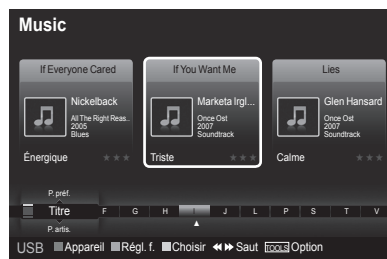 Music
If Everyone Cared
If You Want Me
Lies
Nickelback
All The Right Reas..
2005
Blues
Marketa Irgl...
Once Ost
2007
Soundtrack
Glen Hansard
Once Ost
2007
Soundtrack
Énergique
Triste
Calme
P.préf.
Titre F G H I J L P S T V
P.artis.
USB Appareil Régl. f. Choisir Saut TOOLS Option